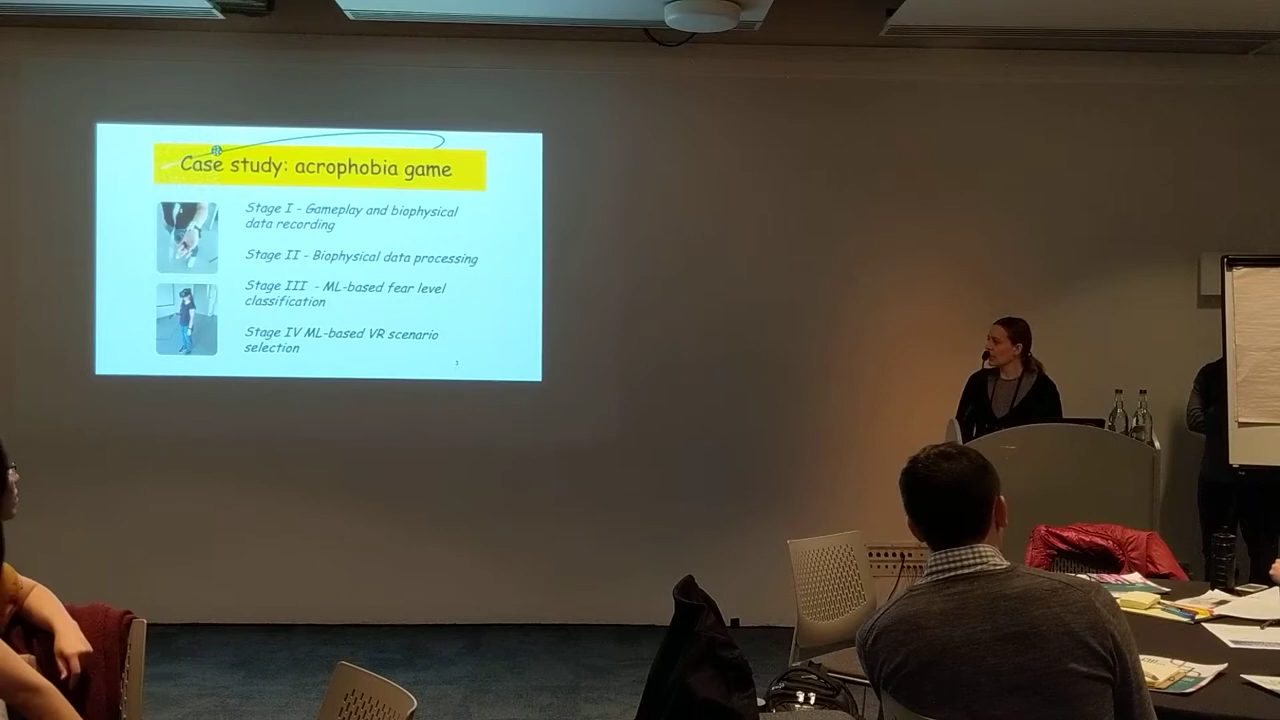 Case study: acrophobia game
Stage I - Gameplay and biophysical
data recording
Stage II - Biophysical data processing
Stage III - ML-based fear level
classification
Stage IV ML-based VR scenario
selection